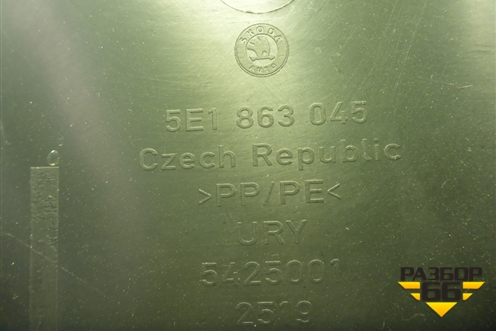 ŠKODA
AUTO
5E1 863 045
Czech Republic
>PP/PE<
URY
5425001
2519
РАЗБОР
66